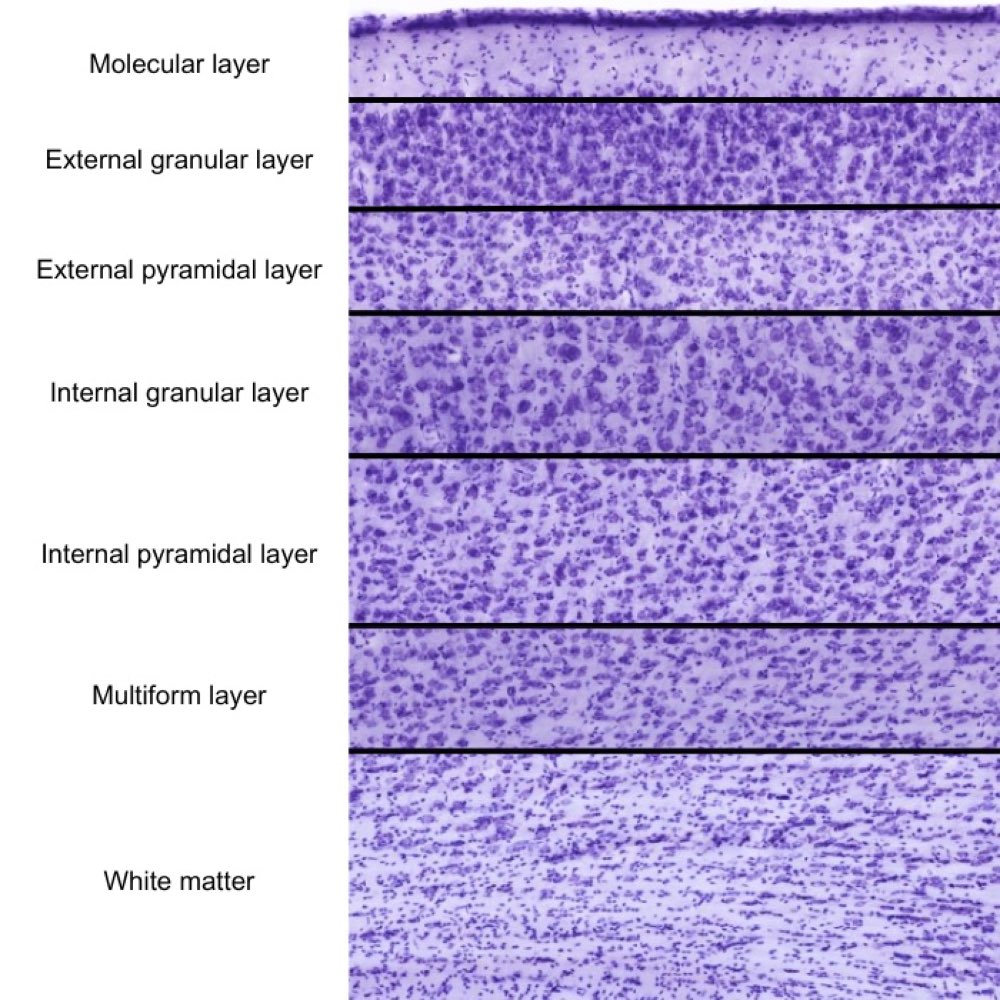 Molecular layer
External granular layer
External pyramidal layer
Internal granular layer
Internal pyramidal layer
Multiform layer
White matter